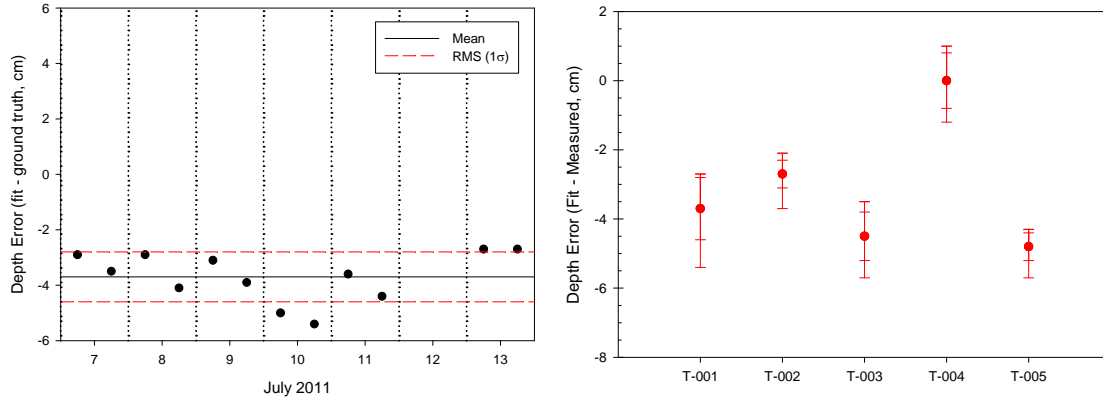 6
4
2
0
-2
-4
-6
Depth Error (fit - ground truth, cm)
Mean
RMS (1σ)
7
8
9
10
11
12
13
July 2011
2
0
-2
-4
-6
-8
Depth Error (Fit - Measured, cm)
T-001
T-002
T-003
T-004
T-005